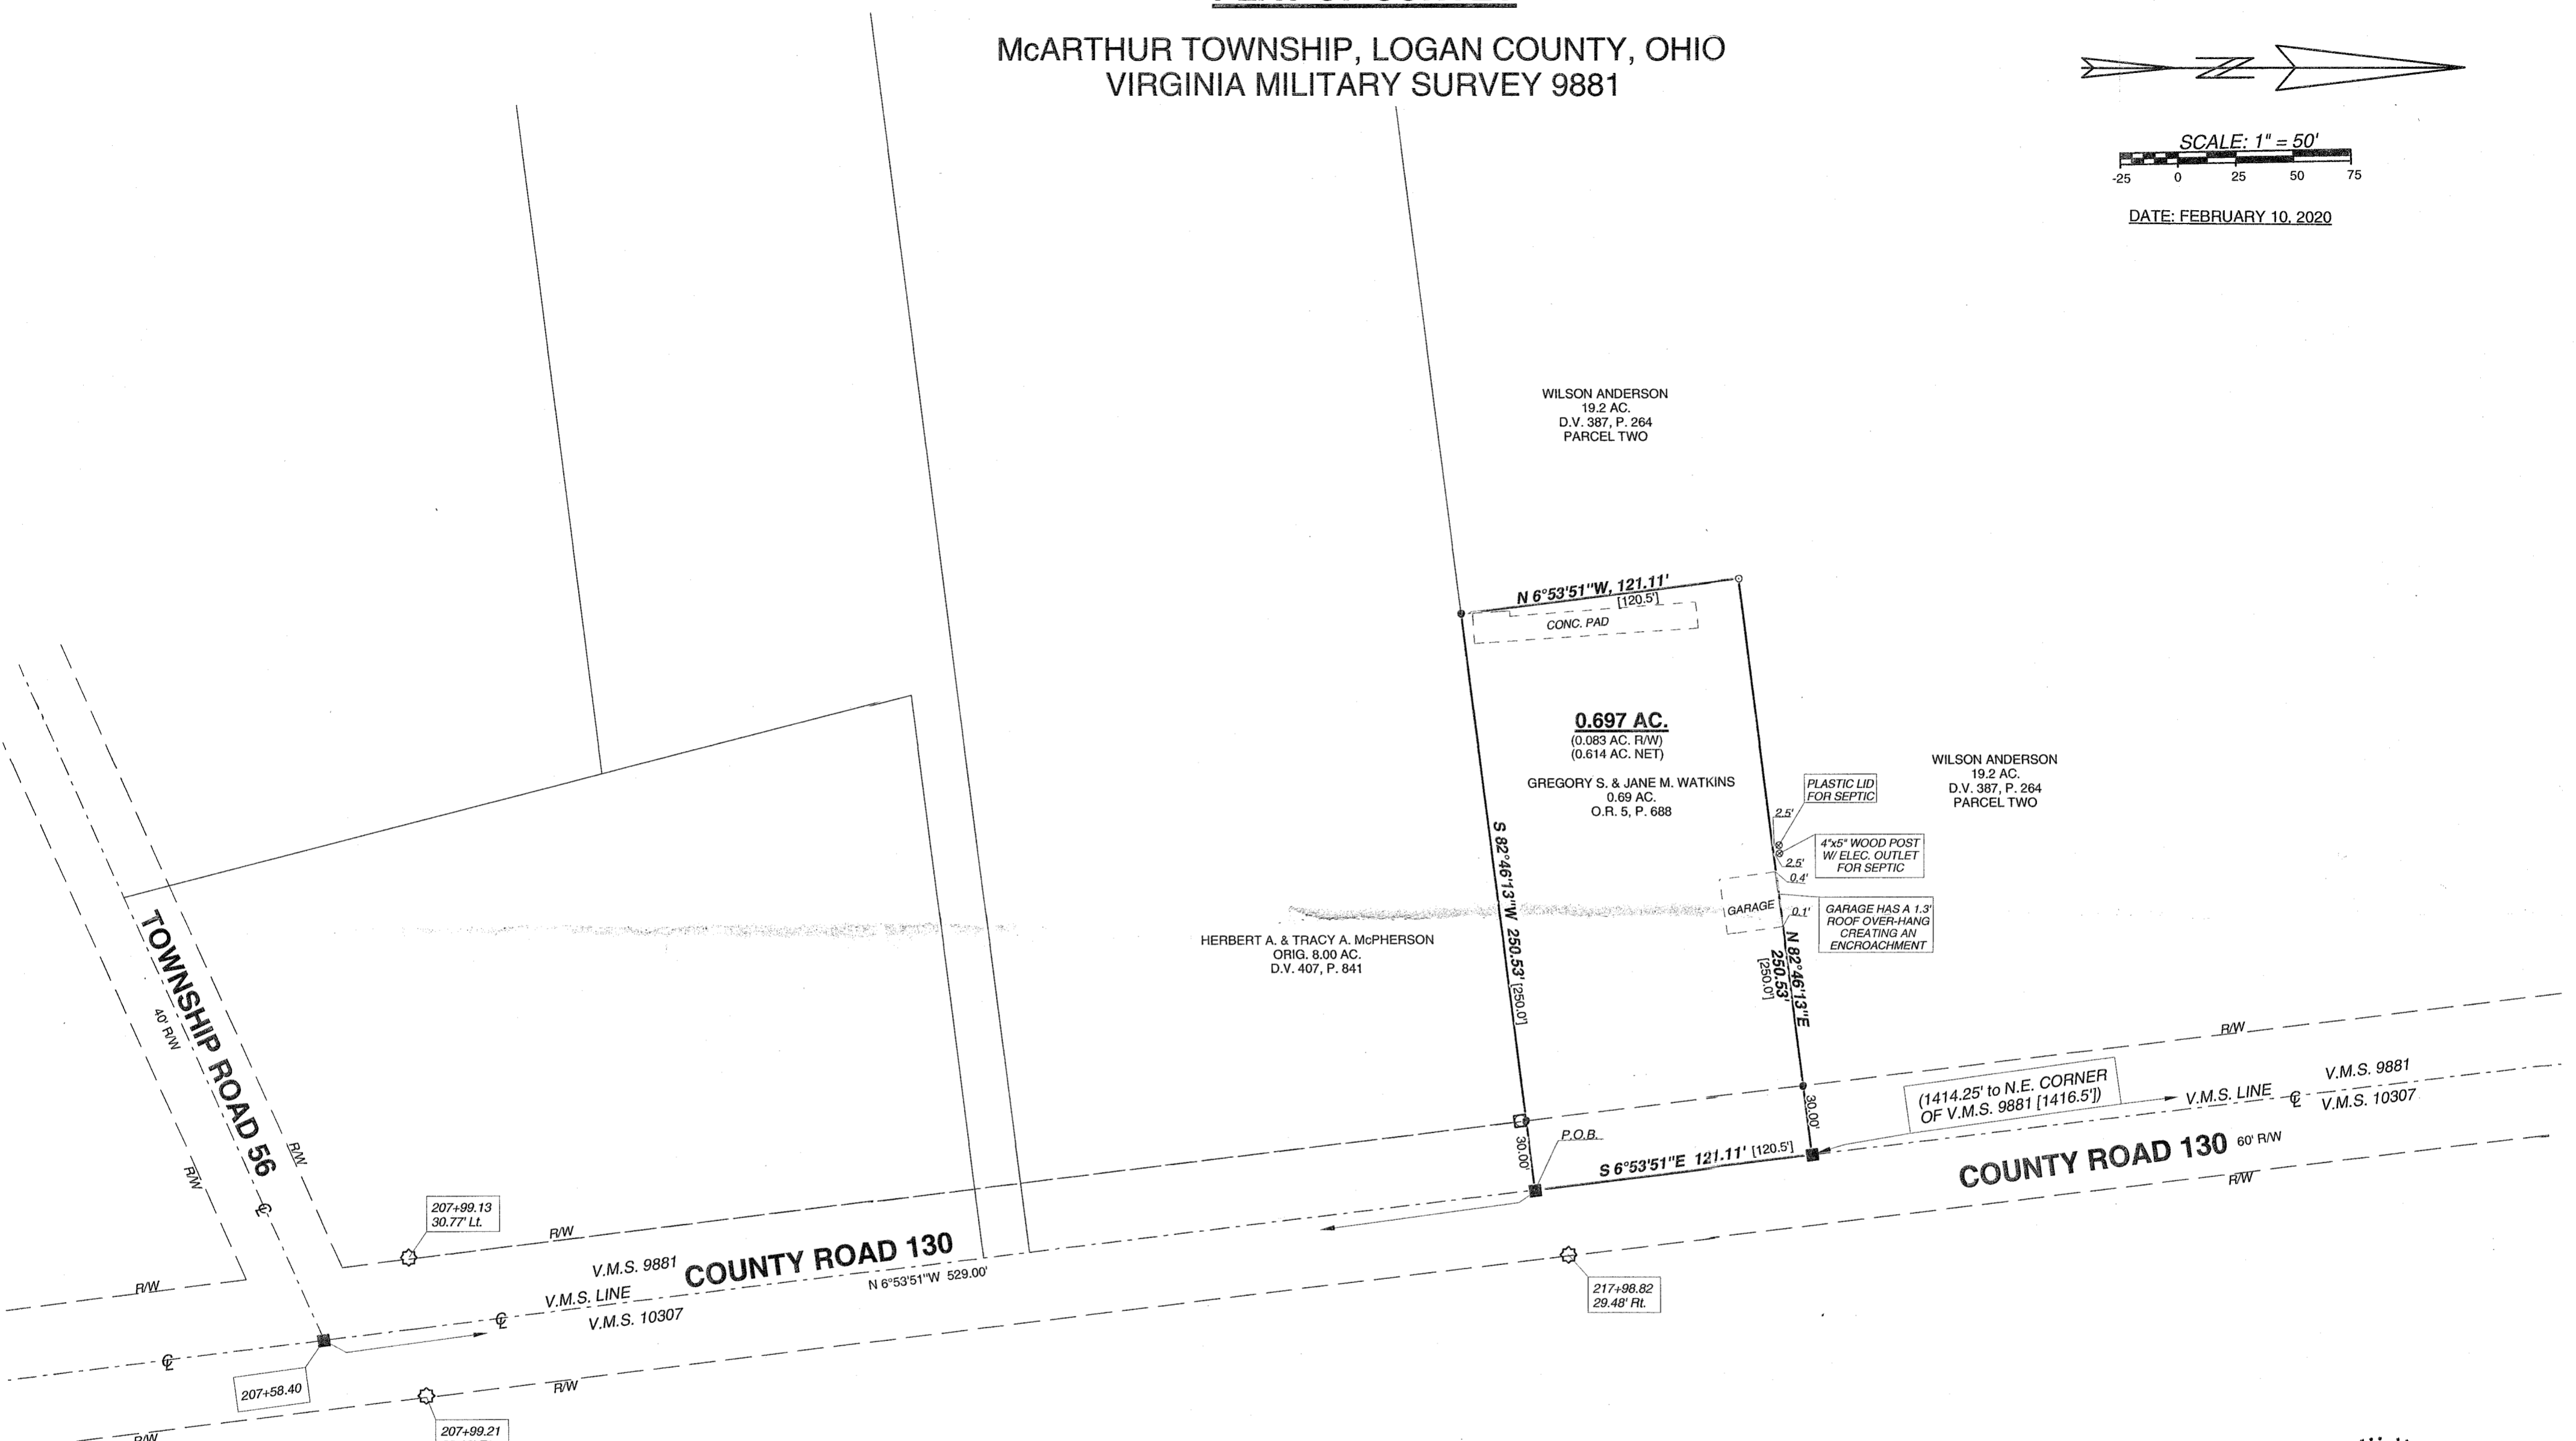 McARTHUR TOWNSHIP, LOGAN COUNTY, OHIO
VIRGINIA MILITARY SURVEY 9881
SCALE: 1" = 50'
-25 0 25 50 75
DATE: FEBRUARY 10, 2020
WILSON ANDERSON
19.2 AC.
D.V. 387, P. 264
PARCEL TWO
N 6°53'51"W, 121.11'
[120.5']
CONC. PAD
0.697 AC.
(0.083 AC. R/W)
(0.614 AC. NET)
GREGORY S. & JANE M. WATKINS
0.69 AC.
O.R. 5, P. 688
WILSON ANDERSON
19.2 AC.
D.V. 387, P. 264
PARCEL TWO
PLASTIC LID
FOR SEPTIC
2.5'
4"x5" WOOD POST
W/ ELEC. OUTLET
FOR SEPTIC
2.5'
0.4'
GARAGE
0.1'
GARAGE HAS A 1.3'
ROOF OVER-HANG
CREATING AN
ENCROACHMENT
S 82°46'13"W 250.53' [250.0']
N 82°46'13"E
250.53'
[250.0']
HERBERT A. & TRACY A. McPHERSON
ORIG. 8.00 AC.
D.V. 407, P. 841
TOWNSHIP ROAD 56
40' R/W
R/W
R/W
℄
R/W
(1414.25' to N.E. CORNER
OF V.M.S. 9881 [1416.5'])
V.M.S. 9881
V.M.S. LINE ℄
V.M.S. 10307
30.00'
30.00'
P.O.B.
S 6°53'51"E 121.11' [120.5']
COUNTY ROAD 130 60' R/W
R/W
207+99.13
30.77' Lt.
R/W
V.M.S. 9881
COUNTY ROAD 130
N 6°53'51"W 529.00'
V.M.S. LINE
℄
V.M.S. 10307
217+98.82
29.48' Rt.
R/W
℄
207+58.40
R/W
207+99.21
R/W